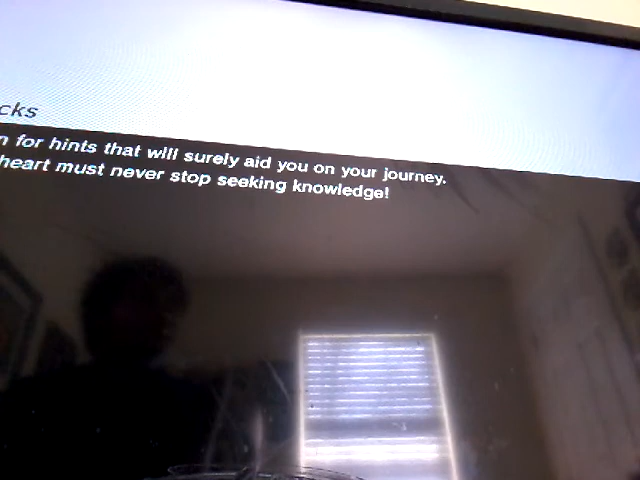 cks
n for hints that will surely aid you on your journey.
heart must never stop seeking knowledge!